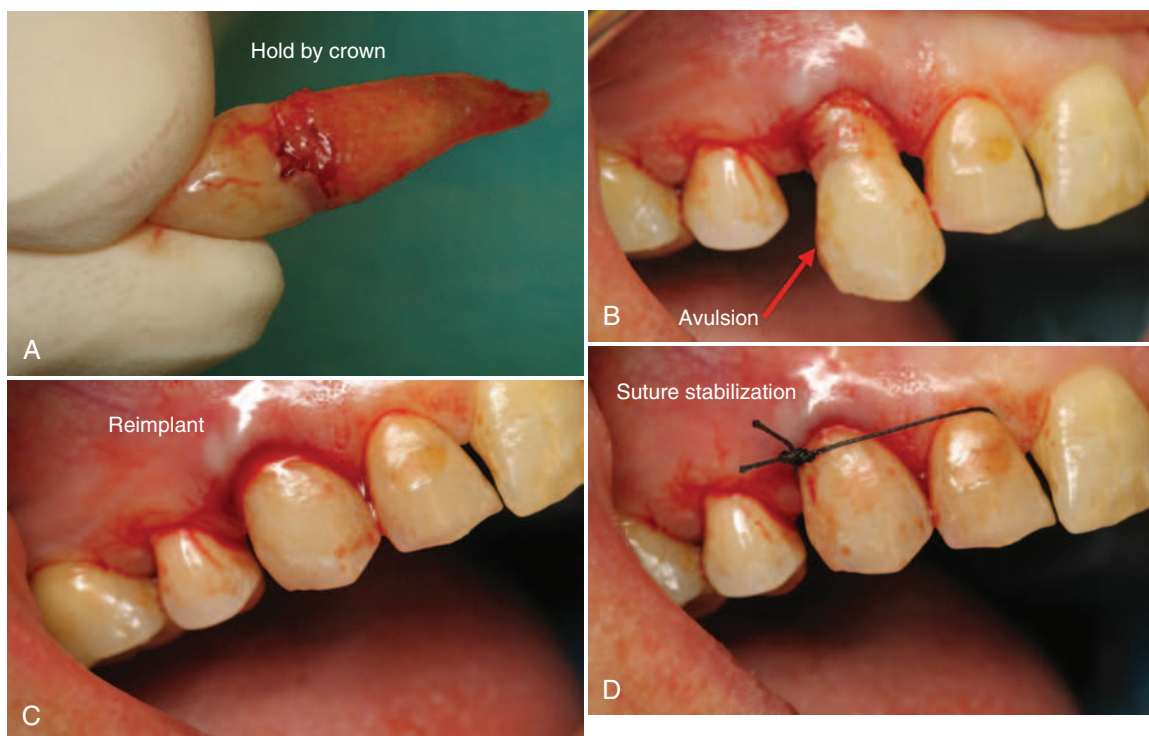 Hold by crown
A
Avulsion
B
Reimplant
C
Suture stabilization
D